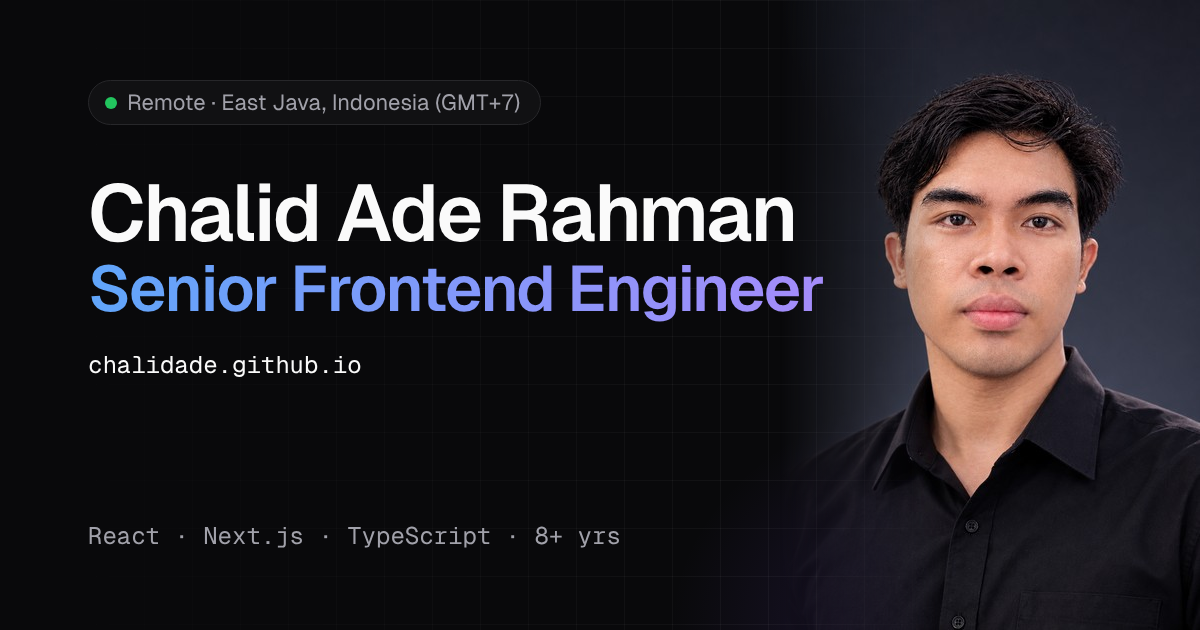 Remote · East Java, Indonesia (GMT+7)
Chalid Ade Rahman
Senior Frontend Engineer
chalidade.github.io
React · Next.js · TypeScript · 8+ yrs